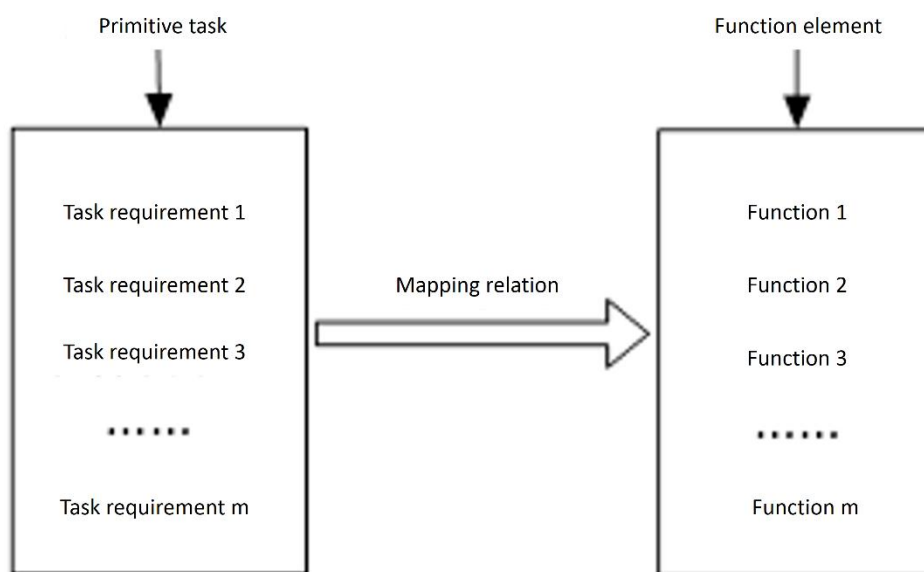 Primitive task
Function element
Task requirement 1
Function 1
Task requirement 2
Mapping relation
Function 2
Task requirement 3
Function 3
......
......
Task requirement m
Function m